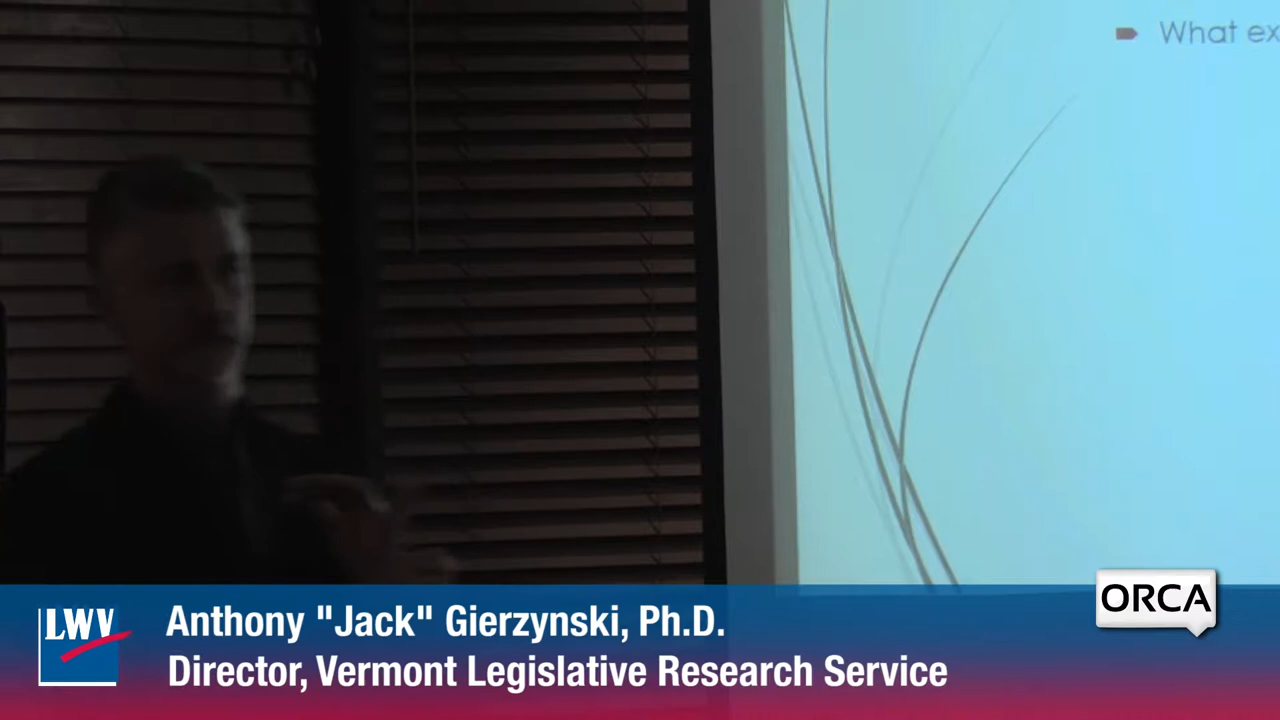 What ex
LWV
Anthony "Jack" Gierzynski, Ph.D.
Director, Vermont Legislative Research Service
ORCA